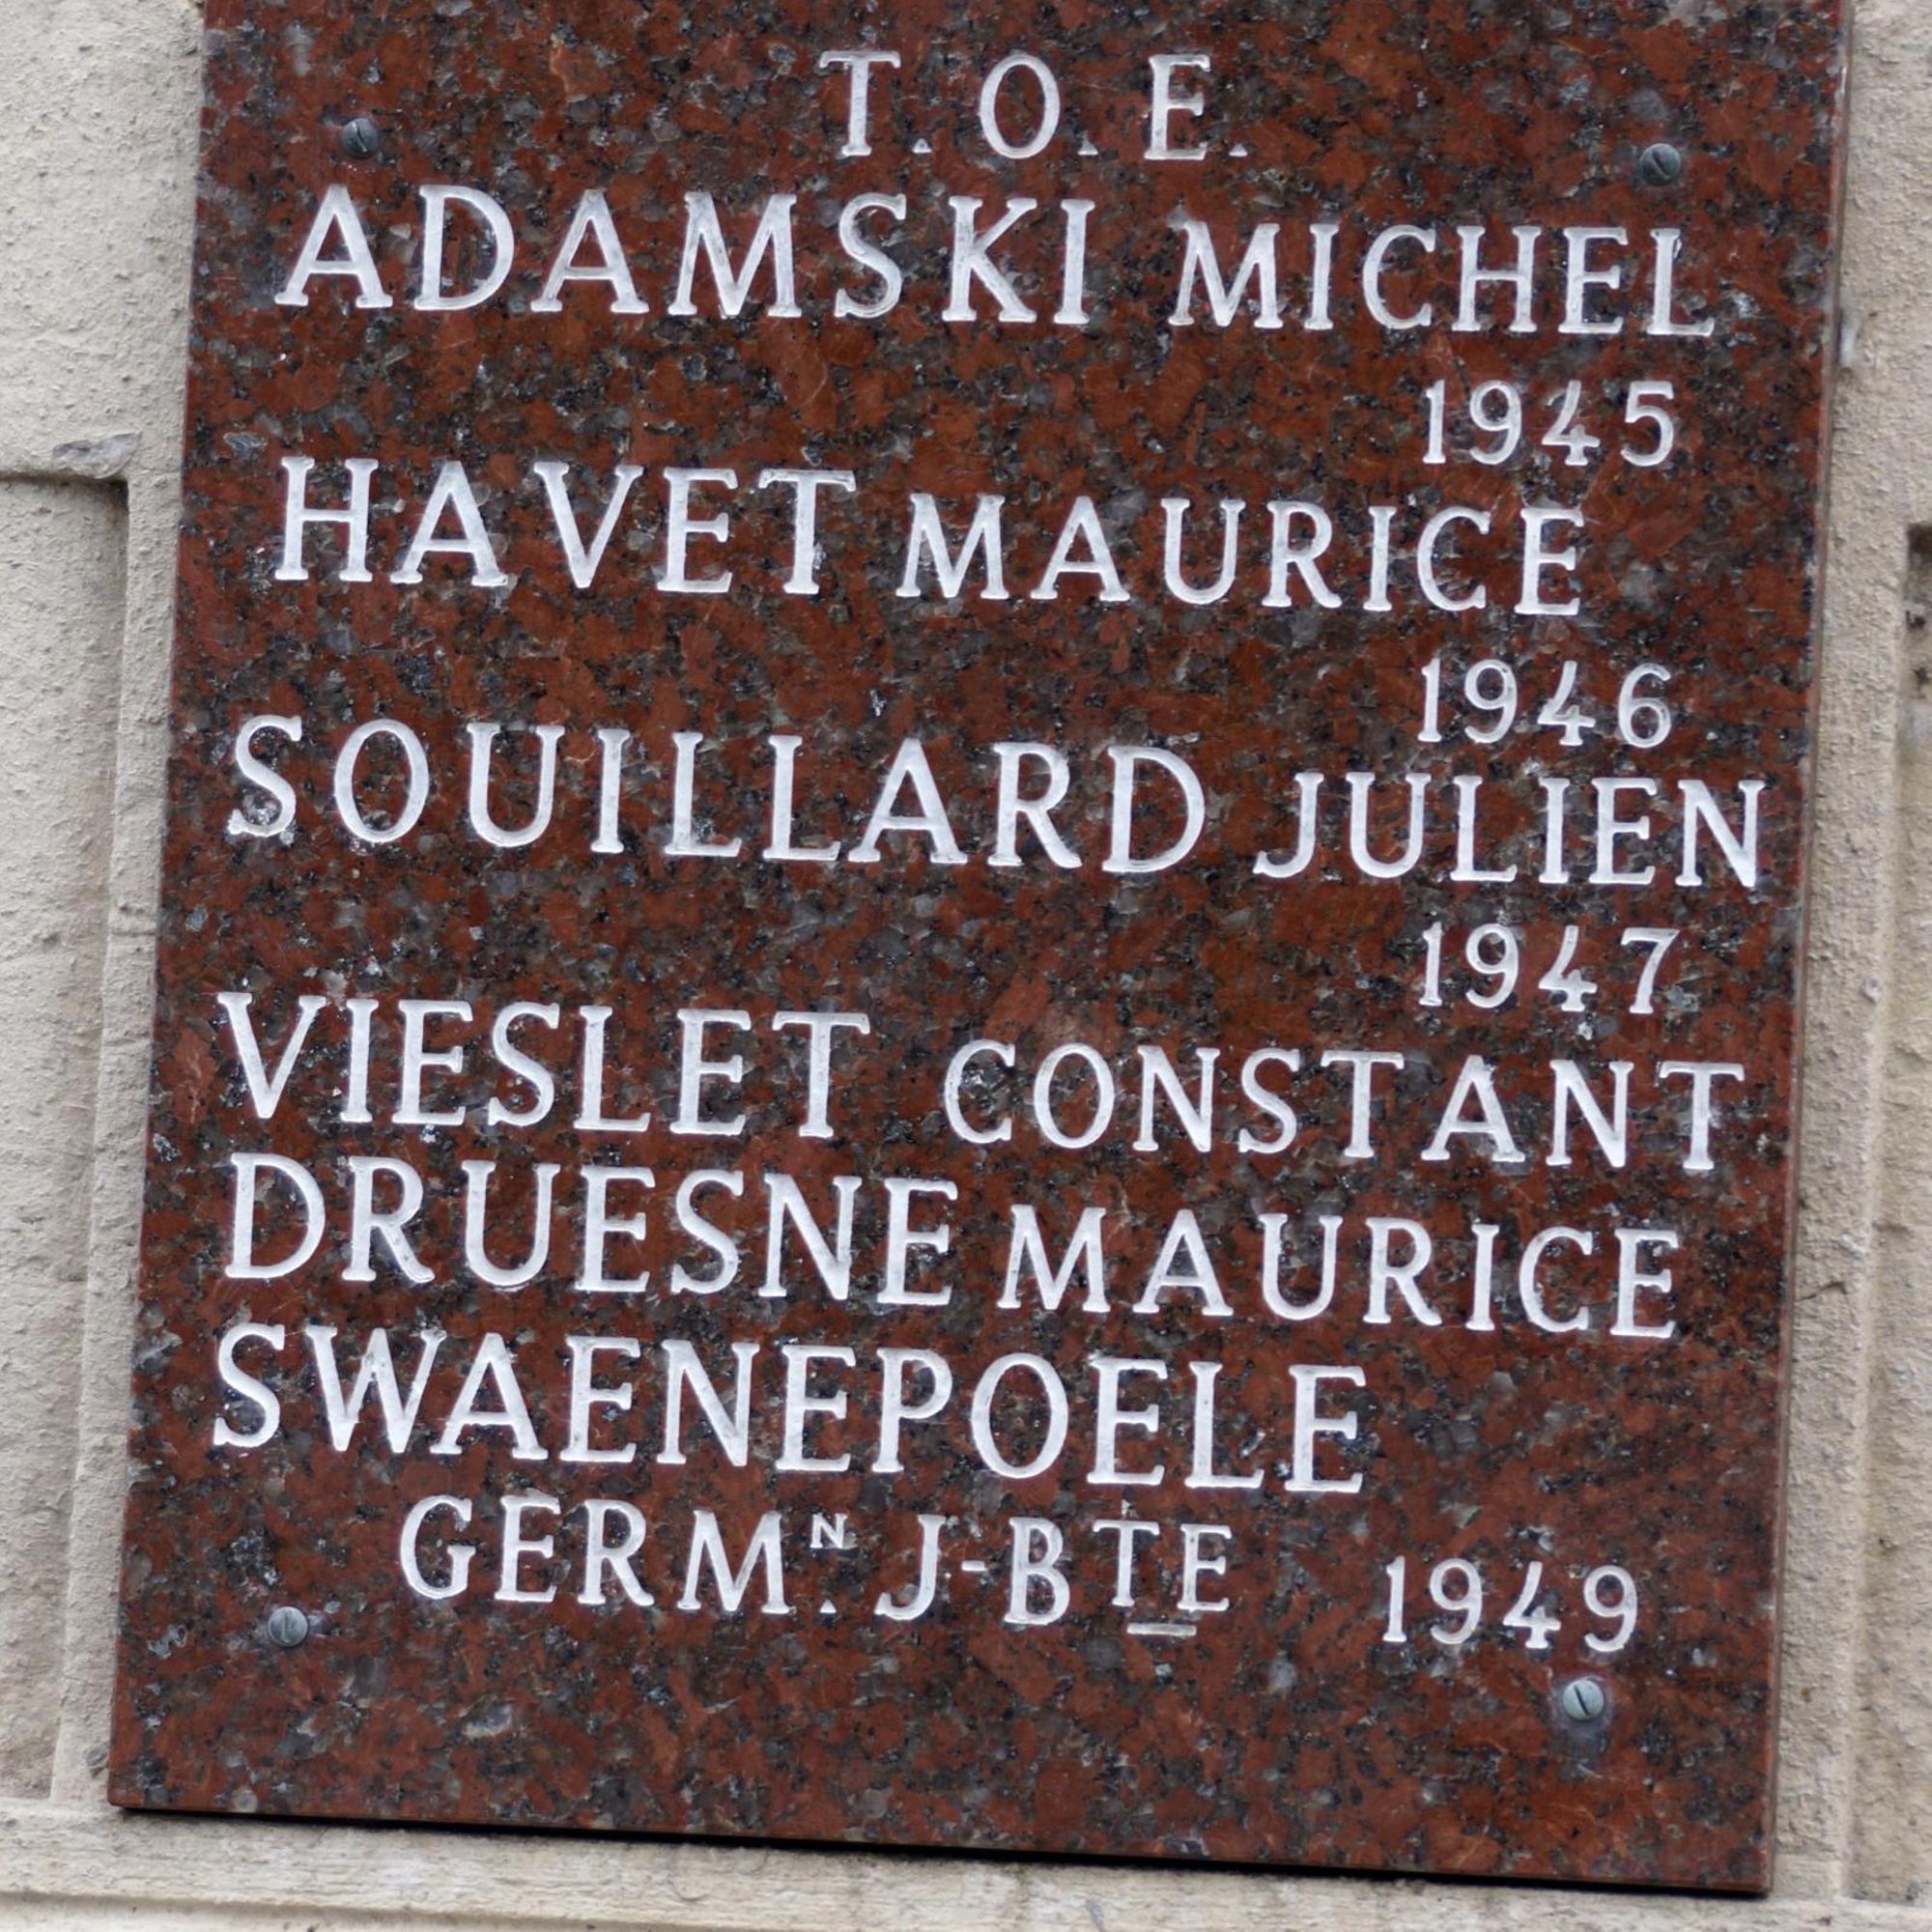 T. O. E.
ADAMSKI MICHEL
1945
HAVET MAURICE
1946
SOUILLARD JULIEN
1947
VIESLET CONSTANT
DRUESNE MAURICE
SWAENEPOELE
GERMᴺ. J-BTE 1949